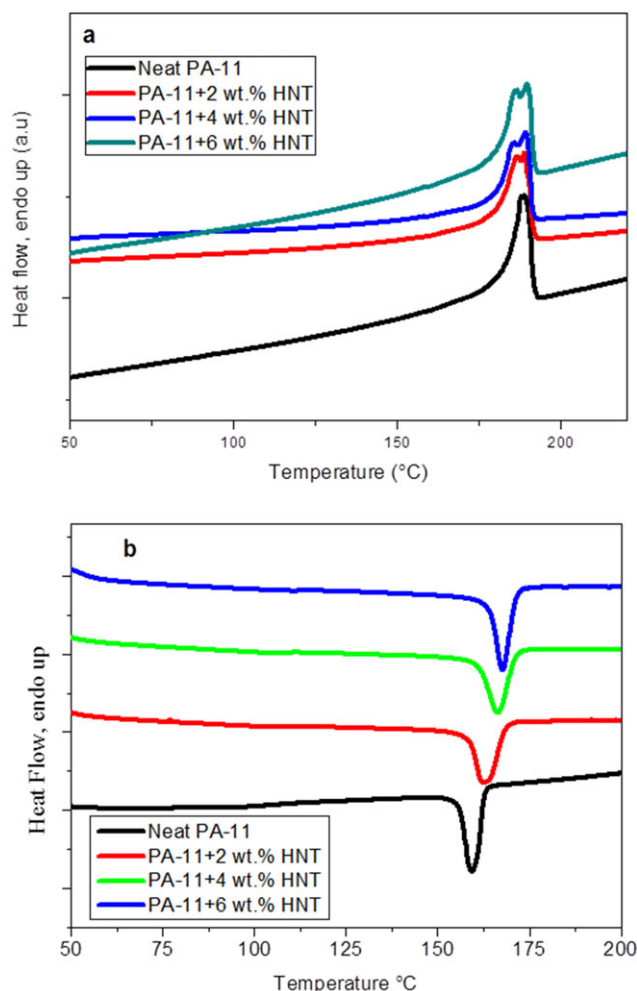 a
Neat PA-11
PA-11+2 wt.% HNT
PA-11+4 wt.% HNT
PA-11+6 wt.% HNT
Heat flow, endo up (a.u)
50
100
150
200
Temperature (°C)
b
Heat Flow, endo up
Neat PA-11
PA-11+2 wt.% HNT
PA-11+4 wt.% HNT
PA-11+6 wt.% HNT
50
75
100
125
150
175
200
Temperature °C